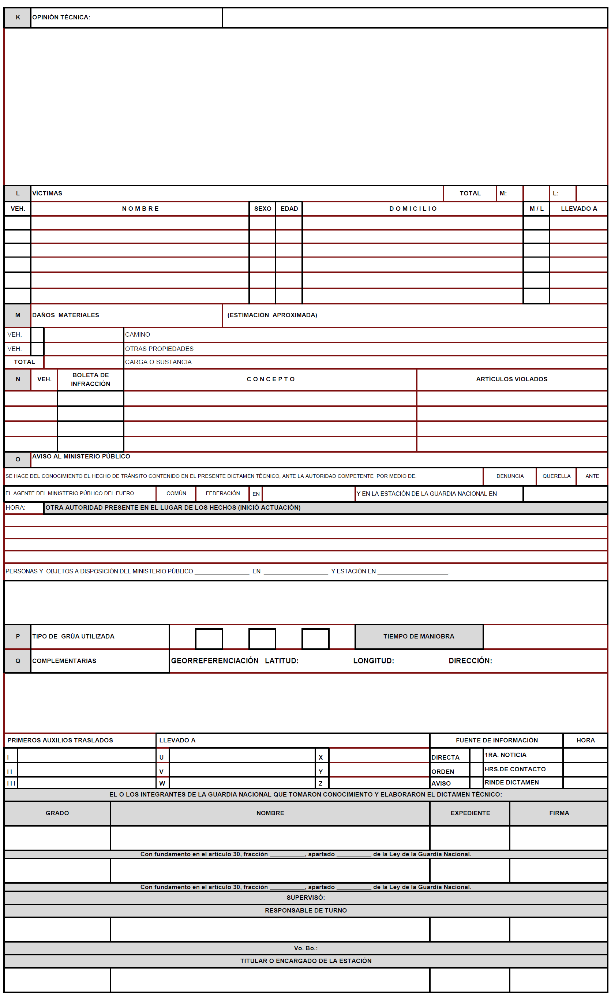 K OPINIÓN TÉCNICA:
L VÍCTIMAS TOTAL M: L:
VEH. N O M B R E SEXO EDAD D O M I C I L I O M / L LLEVADO A
M DAÑOS MATERIALES (ESTIMACIÓN APROXIMADA)
VEH. CAMINO
VEH. OTRAS PROPIEDADES
TOTAL CARGA O SUSTANCIA
N VEH. BOLETA DE INFRACCIÓN C O N C E P T O ARTÍCULOS VIOLADOS
O AVISO AL MINISTERIO PÚBLICO
SE HACE DEL CONOCIMIENTO EL HECHO DE TRÁNSITO CONTENIDO EN EL PRESENTE DICTAMEN TÉCNICO, ANTE LA AUTORIDAD COMPETENTE POR MEDIO DE: DENUNCIA QUERELLA ANTE
EL AGENTE DEL MINISTERIO PÚBLICO DEL FUERO COMÚN FEDERACIÓN EN Y EN LA ESTACIÓN DE LA GUARDIA NACIONAL EN
HORA: OTRA AUTORIDAD PRESENTE EN EL LUGAR DE LOS HECHOS (INICIÓ ACTUACIÓN)
PERSONAS Y OBJETOS A DISPOSICIÓN DEL MINISTERIO PÚBLICO _________________ EN ____________________ Y ESTACIÓN EN ______________________.
P TIPO DE GRÚA UTILIZADA TIEMPO DE MANIOBRA
Q COMPLEMENTARIAS GEORREFERENCIACIÓN LATITUD: LONGITUD: DIRECCIÓN:
PRIMEROS AUXILIOS TRASLADOS LLEVADO A FUENTE DE INFORMACIÓN HORA
I U X DIRECTA 1RA. NOTICIA
I I V Y ORDEN HRS.DE CONTACTO
I I I W Z AVISO RINDE DICTAMEN
EL O LOS INTEGRANTES DE LA GUARDIA NACIONAL QUE TOMARON CONOCIMIENTO Y ELABORARON EL DICTAMEN TÉCNICO:
GRADO NOMBRE EXPEDIENTE FIRMA
Con fundamento en el artículo 30, fracción __________, apartado __________ de la Ley de la Guardia Nacional.
Con fundamento en el artículo 30, fracción __________, apartado __________ de la Ley de la Guardia Nacional.
SUPERVISÓ:
RESPONSABLE DE TURNO
Vo. Bo.:
TITULAR O ENCARGADO DE LA ESTACIÓN